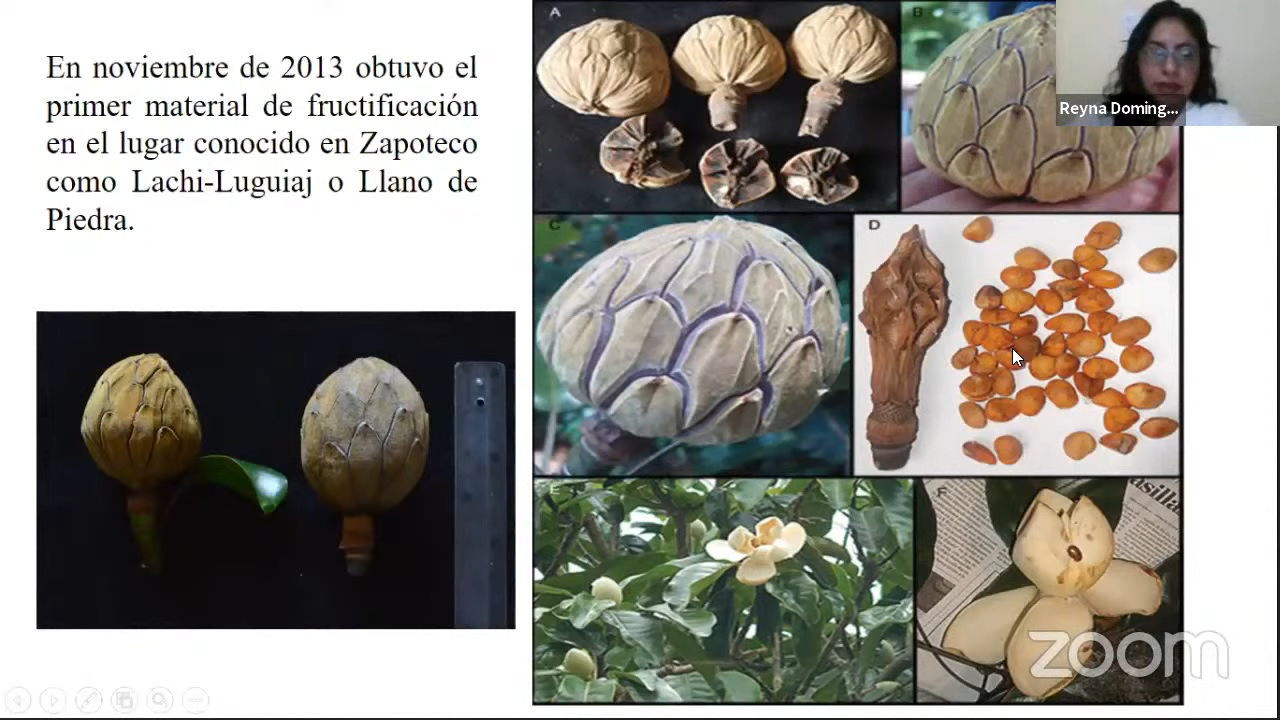 En noviembre de 2013 obtuvo el
primer material de fructificación
en el lugar conocido en Zapoteco
como Lachi-Luguiaj o Llano de
Piedra.
A
B
Reyna Doming...
C
D
E
F
zoom